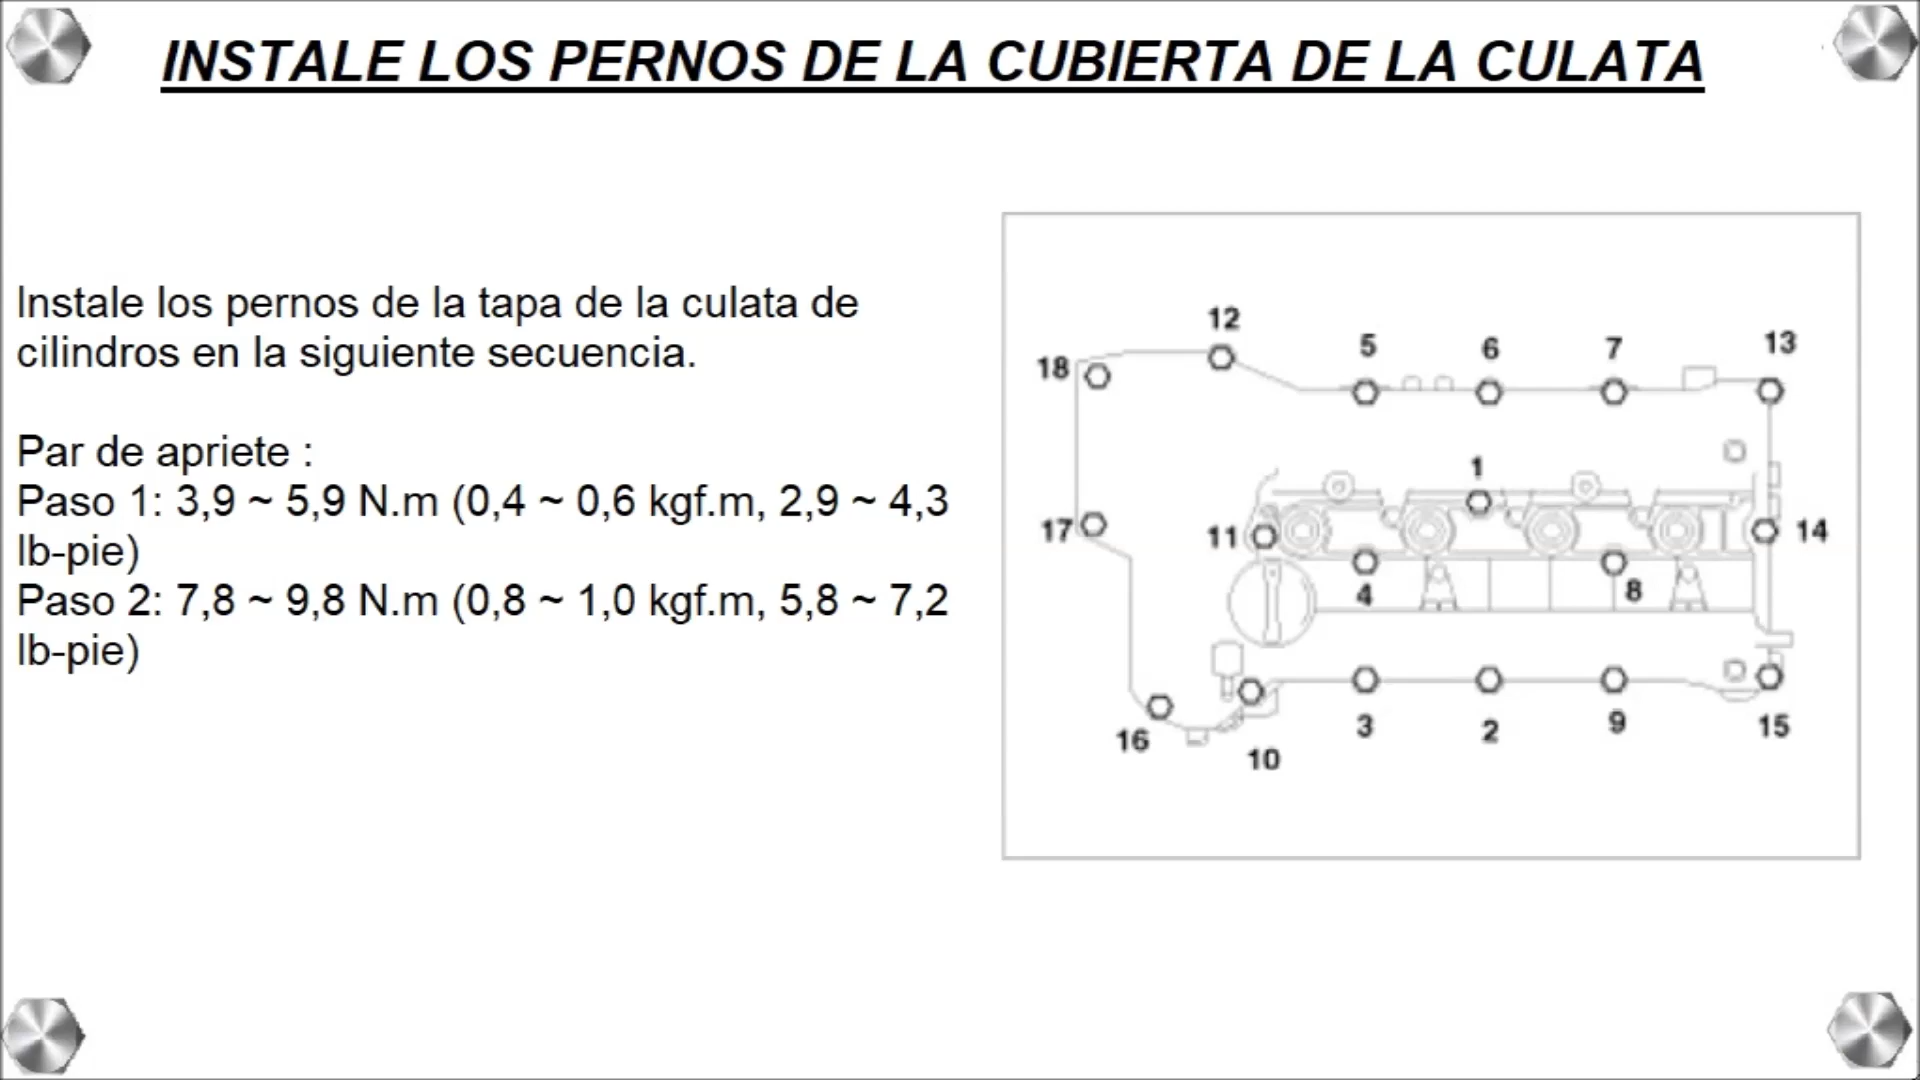 INSTALE LOS PERNOS DE LA CUBIERTA DE LA CULATA
Instale los pernos de la tapa de la culata de
cilindros en la siguiente secuencia.
Par de apriete :
Paso 1: 3,9 ~ 5,9 N.m (0,4 ~ 0,6 kgf.m, 2,9 ~ 4,3
lb-pie)
Paso 2: 7,8 ~ 9,8 N.m (0,8 ~ 1,0 kgf.m, 5,8 ~ 7,2
lb-pie)
12
18
5
6
7
13
1
17
11
14
4
8
16
10
3
2
9
15